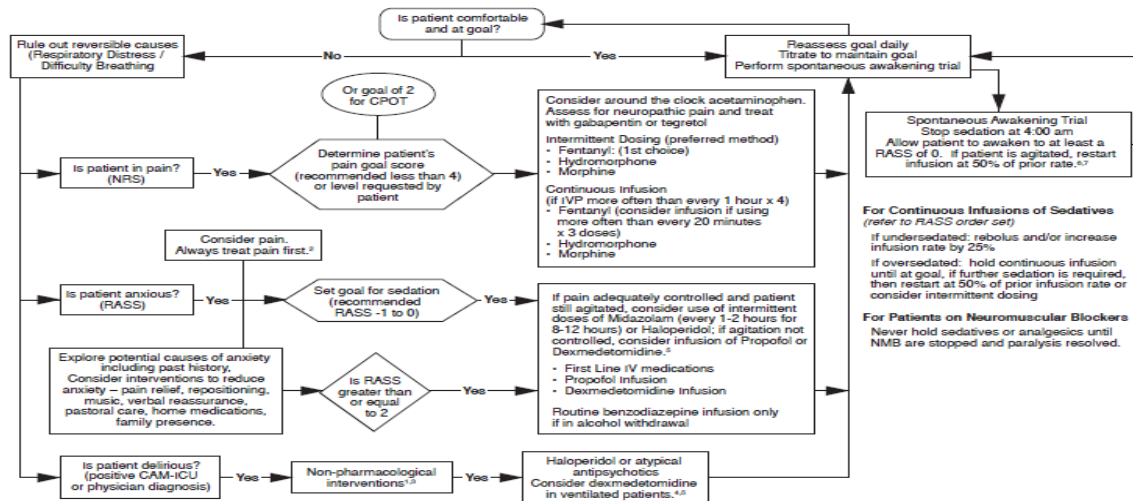 Is patient comfortable
and at goal?
Rule out reversible causes
(Respiratory Distress /
Difficulty Breathing
No
Yes
Reassess goal daily
Titrate to maintain goal
Perform spontaneous awakening trial
Or goal of 2
for CPOT
Spontaneous Awakening Trial
Stop sedation at 4:00 am
Allow patient to awaken to at least a
RASS of 0. If patient is agitated, restart
infusion at 50% of prior rate.⁶,⁷
Is patient in pain?
(NRS)
Yes
Determine patient's
pain goal score
(recommended less than 4)
or level requested by
patient
Consider around the clock acetaminophen.
Assess for neuropathic pain and treat
with gabapentin or tegretol
Intermittent Dosing (preferred method)
- Fentanyl: (1st choice)
- Hydromorphone
- Morphine
Continuous Infusion
(if IVP more often than every 1 hour x 4)
- Fentanyl (consider infusion if using
more often than every 20 minutes
x 3 doses)
- Hydromorphone
- Morphine
For Continuous Infusions of Sedatives
(refer to RASS order set)
If undersedated: rebolus and/or increase
infusion rate by 25%
If oversedated: hold continuous infusion
until at goal, if further sedation is required,
then restart at 50% of prior infusion rate or
consider intermittent dosing
For Patients on Neuromuscular Blockers
Never hold sedatives or analgesics until
NMB are stopped and paralysis resolved.
Consider pain.
Always treat pain first.²
Is patient anxious?
(RASS)
Yes
Set goal for sedation
(recommended
RASS -1 to 0)
Yes
If pain adequately controlled and patient
still agitated, consider use of intermittent
doses of Midazolam (every 1-2 hours for
8-12 hours) or Haloperidol; if agitation not
controlled, consider infusion of Propofol or
Dexmedetomidine.⁵
- First Line IV medications
- Propofol Infusion
- Dexmedetomidine Infusion
Routine benzodiazepine infusion only
if in alcohol withdrawal
Explore potential causes of anxiety
including past history,
Consider interventions to reduce
anxiety – pain relief, repositioning,
music, verbal reassurance,
pastoral care, home medications,
family presence.
Is RASS
greater than
or equal
to 2
Yes
Is patient delirious?
(positive CAM-ICU
or physician diagnosis)
Yes
Non-pharmacological
interventions¹,³
Yes
Haloperidol or atypical
antipsychotics
Consider dexmedetomidine
in ventilated patients.⁴,⁵